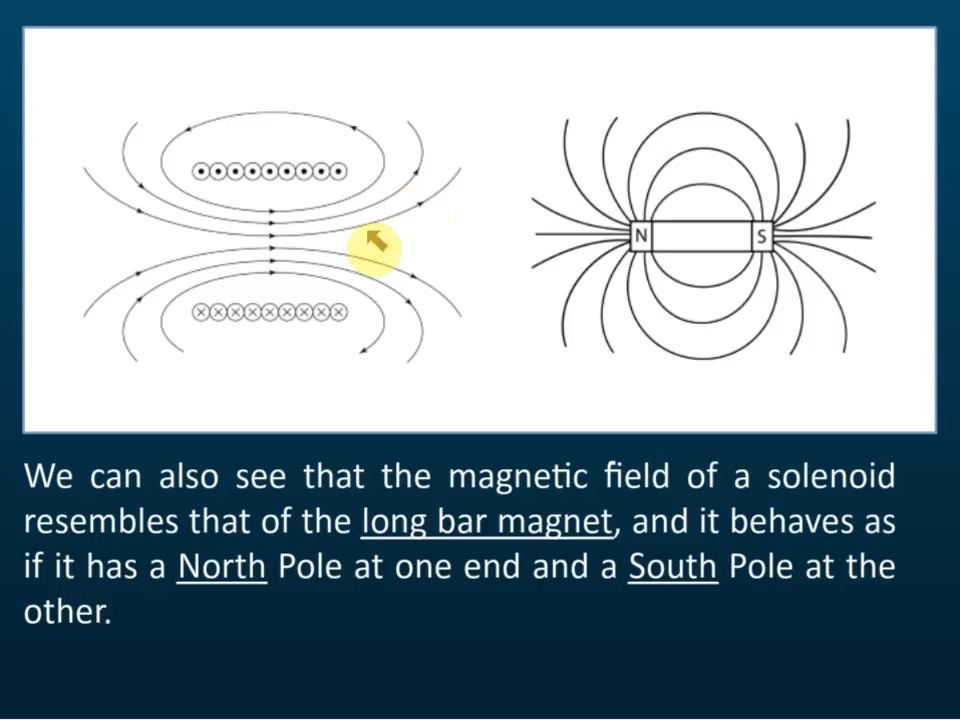 N S
We can also see that the magnetic field of a solenoid
resembles that of the long bar magnet, and it behaves as
if it has a North Pole at one end and a South Pole at the
other.